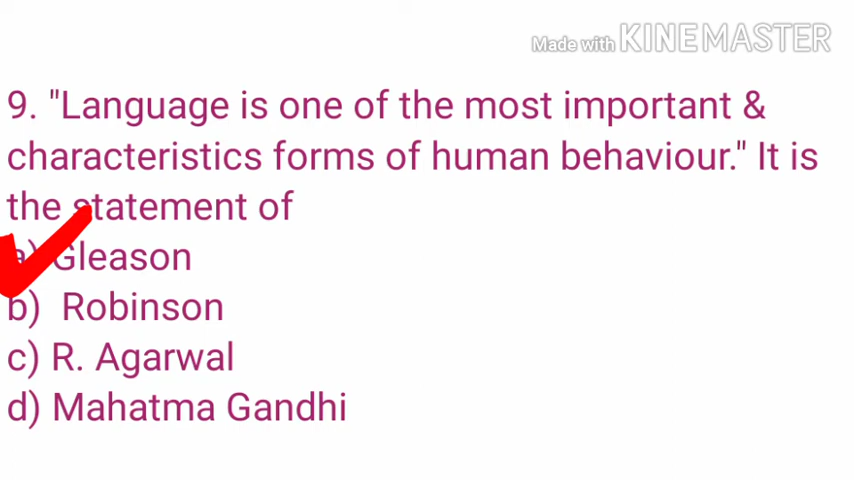 Made with KINEMASTER
9. "Language is one of the most important &
characteristics forms of human behaviour." It is
the statement of
a) Gleason
b) Robinson
c) R. Agarwal
d) Mahatma Gandhi